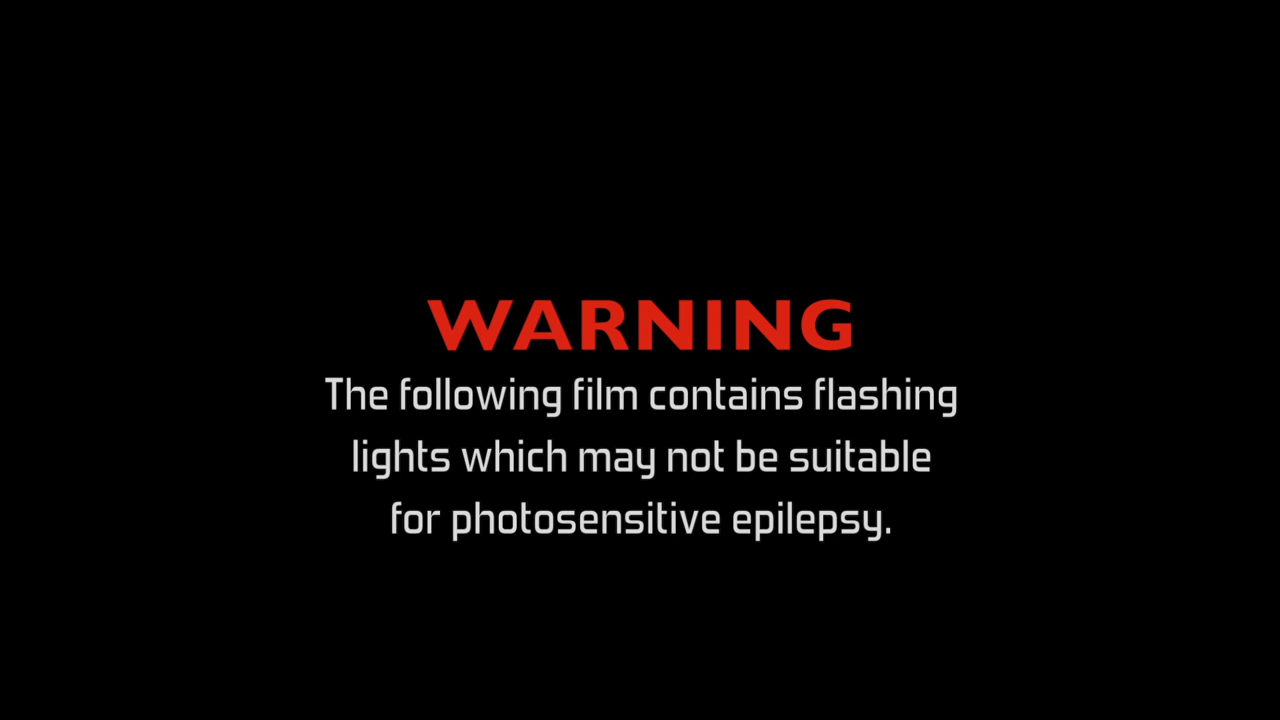 WARNING
The following film contains flashing
lights which may not be suitable
for photosensitive epilepsy.